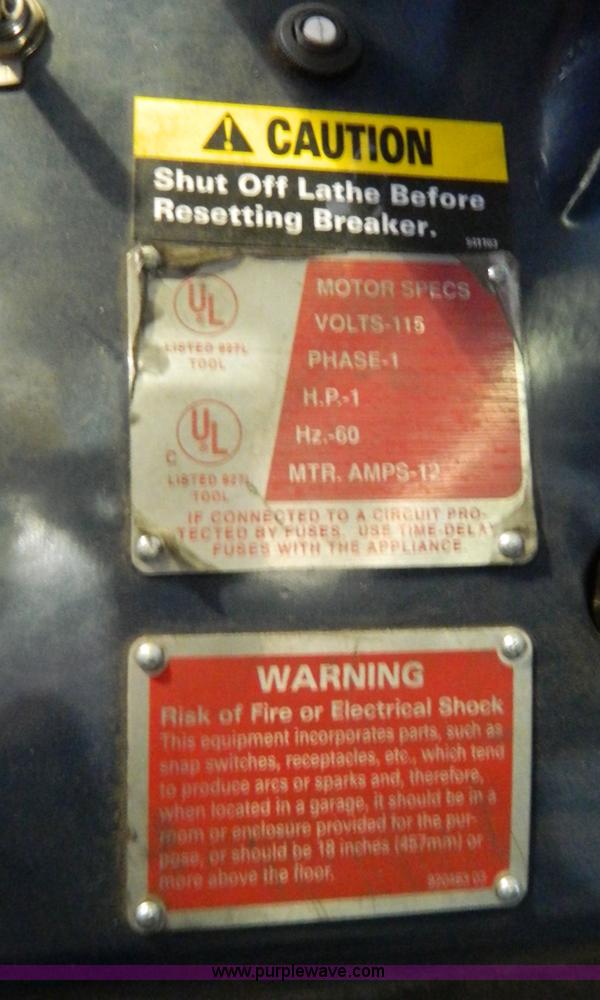 CAUTION
Shut Off Lathe Before
Resetting Breaker.
511103
UL
LISTED 827L
TOOL
C UL
LISTED 827L
TOOL
MOTOR SPECS
VOLTS-115
PHASE-1
H.P.-1
Hz.-60
MTR. AMPS-12
IF CONNECTED TO A CIRCUIT PRO-
TECTED BY FUSES. USE TIME-DELAY
FUSES WITH THE APPLIANCE
WARNING
Risk of Fire or Electrical Shock
This equipment incorporates parts, such as
snap switches, receptacles, etc., which tend
to produce arcs or sparks and, therefore,
when located in a garage, it should be in a
room or enclosure provided for the pur-
pose, or should be 18 inches (457mm) or
more above the floor.
920483 03
www.purplewave.com